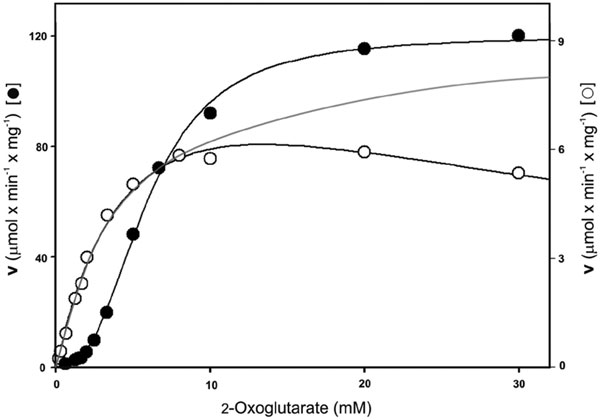 120
80
40
0
9
6
3
0
v (μmol x min⁻¹ x mg⁻¹) [●]
v (μmol x min⁻¹ x mg⁻¹) [○]
0 10 20 30
2-Oxoglutarate (mM)